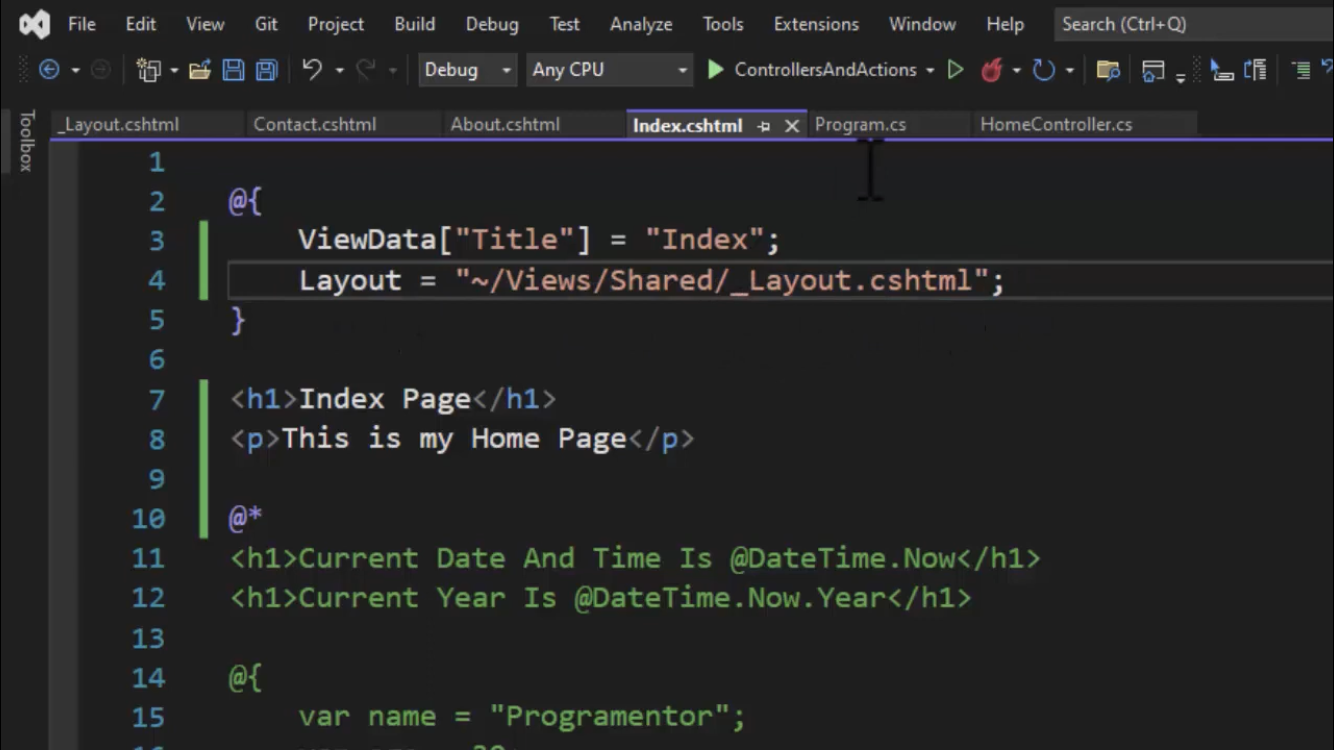 File Edit View Git Project Build Debug Test Analyze Tools Extensions Window Help Search (Ctrl+Q)
Debug Any CPU ControllersAndActions
Toolbox
_Layout.cshtml Contact.cshtml About.cshtml Index.cshtml Program.cs HomeController.cs
1
2 @{
3 ViewData["Title"] = "Index";
4 Layout = "~/Views/Shared/_Layout.cshtml";
5 }
6
7 <h1>Index Page</h1>
8 <p>This is my Home Page</p>
9
10 @*
11 <h1>Current Date And Time Is @DateTime.Now</h1>
12 <h1>Current Year Is @DateTime.Now.Year</h1>
13
14 @{
15 var name = "Programentor";